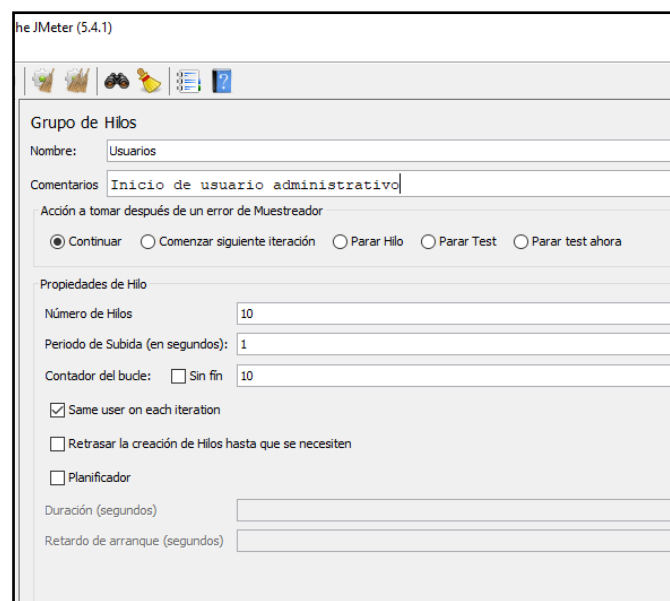 he JMeter (5.4.1)
Grupo de Hilos
Nombre: Usuarios
Comentarios Inicio de usuario administrativo
Acción a tomar después de un error de Muestreador
Continuar Comenzar siguiente iteración Parar Hilo Parar Test Parar test ahora
Propiedades de Hilo
Número de Hilos 10
Periodo de Subida (en segundos): 1
Contador del bucle: Sin fín 10
Same user on each iteration
Retrasar la creación de Hilos hasta que se necesiten
Planificador
Duración (segundos)
Retardo de arranque (segundos)